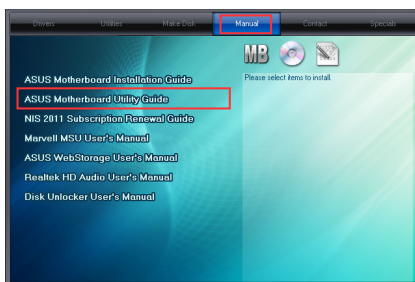 Drivers Utilities Make Disk Manual Contact Specials
MB
Please select items to install.
ASUS Motherboard Installation Guide
ASUS Motherboard Utility Guide
NIS 2011 Subscription Renewal Guide
Marvell MSU User's Manual
ASUS WebStorage User's Manual
Realtek HD Audio User's Manual
Disk Unlocker User's Manual